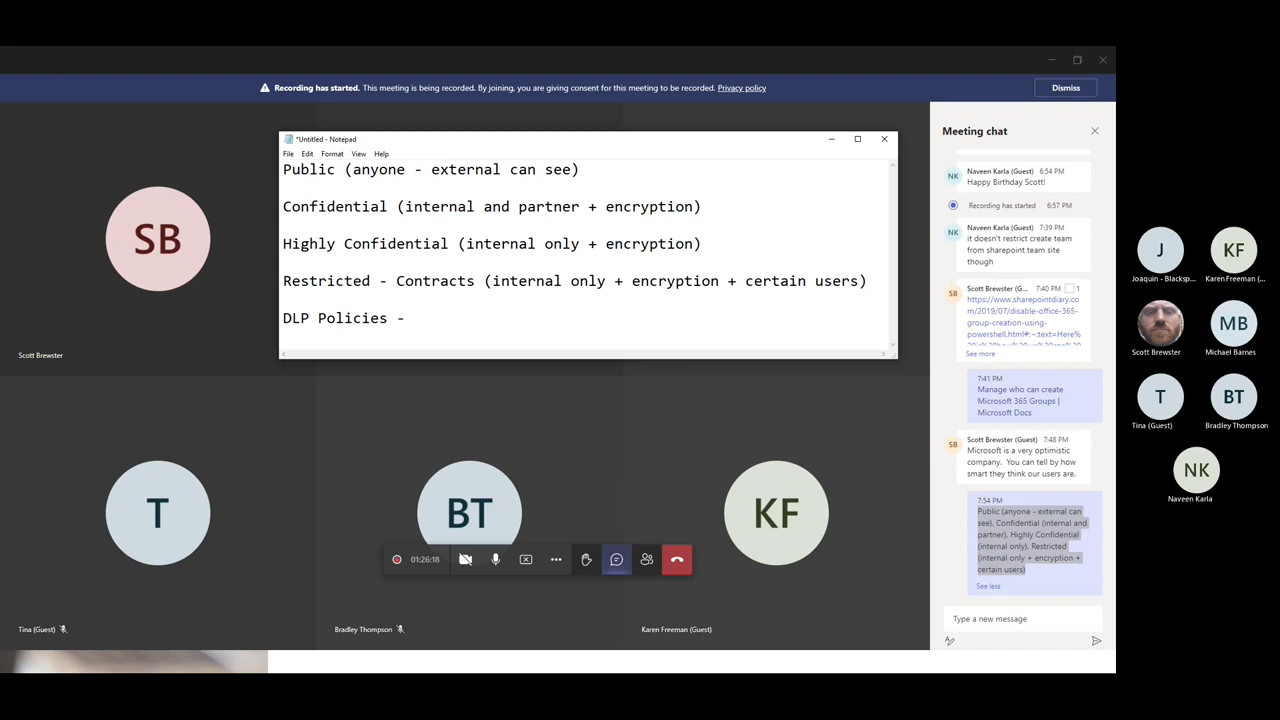 Recording has started. This meeting is being recorded. By joining, you are giving consent for this meeting to be recorded. Privacy policy
Dismiss
*Untitled - Notepad
File Edit Format View Help
Public (anyone - external can see)
Confidential (internal and partner + encryption)
Highly Confidential (internal only + encryption)
Restricted - Contracts (internal only + encryption + certain users)
DLP Policies -
SB
Scott Brewster
T
Tina (Guest)
BT
Bradley Thompson
KF
Karen Freeman (Guest)
01:26:18
Meeting chat
NK
Naveen Karla (Guest) 6:54 PM
Happy Birthday Scott!
Recording has started 6:57 PM
NK
Naveen Karla (Guest) 7:39 PM
it doesn't restrict create team
from sharepoint team site
though
SB
Scott Brewster (G... 7:40 PM 1
https://www.sharepointdiary.co
m/2019/07/disable-office-365-
group-creation-using-
powershell.html#:~:text=Here%
See more
7:41 PM
Manage who can create
Microsoft 365 Groups |
Microsoft Docs
SB
Scott Brewster (Guest) 7:48 PM
Microsoft is a very optimistic
company. You can tell by how
smart they think our users are.
7:54 PM
Public (anyone - external can
see), Confidential (internal and
partner), Highly Confidential
(internal only), Restricted
(internal only + encryption +
certain users)
See less
Type a new message
J
Joaquin - Blacksp...
KF
Karen Freeman (...
Scott Brewster
MB
Michael Barnes
T
Tina (Guest)
BT
Bradley Thompson
NK
Naveen Karla